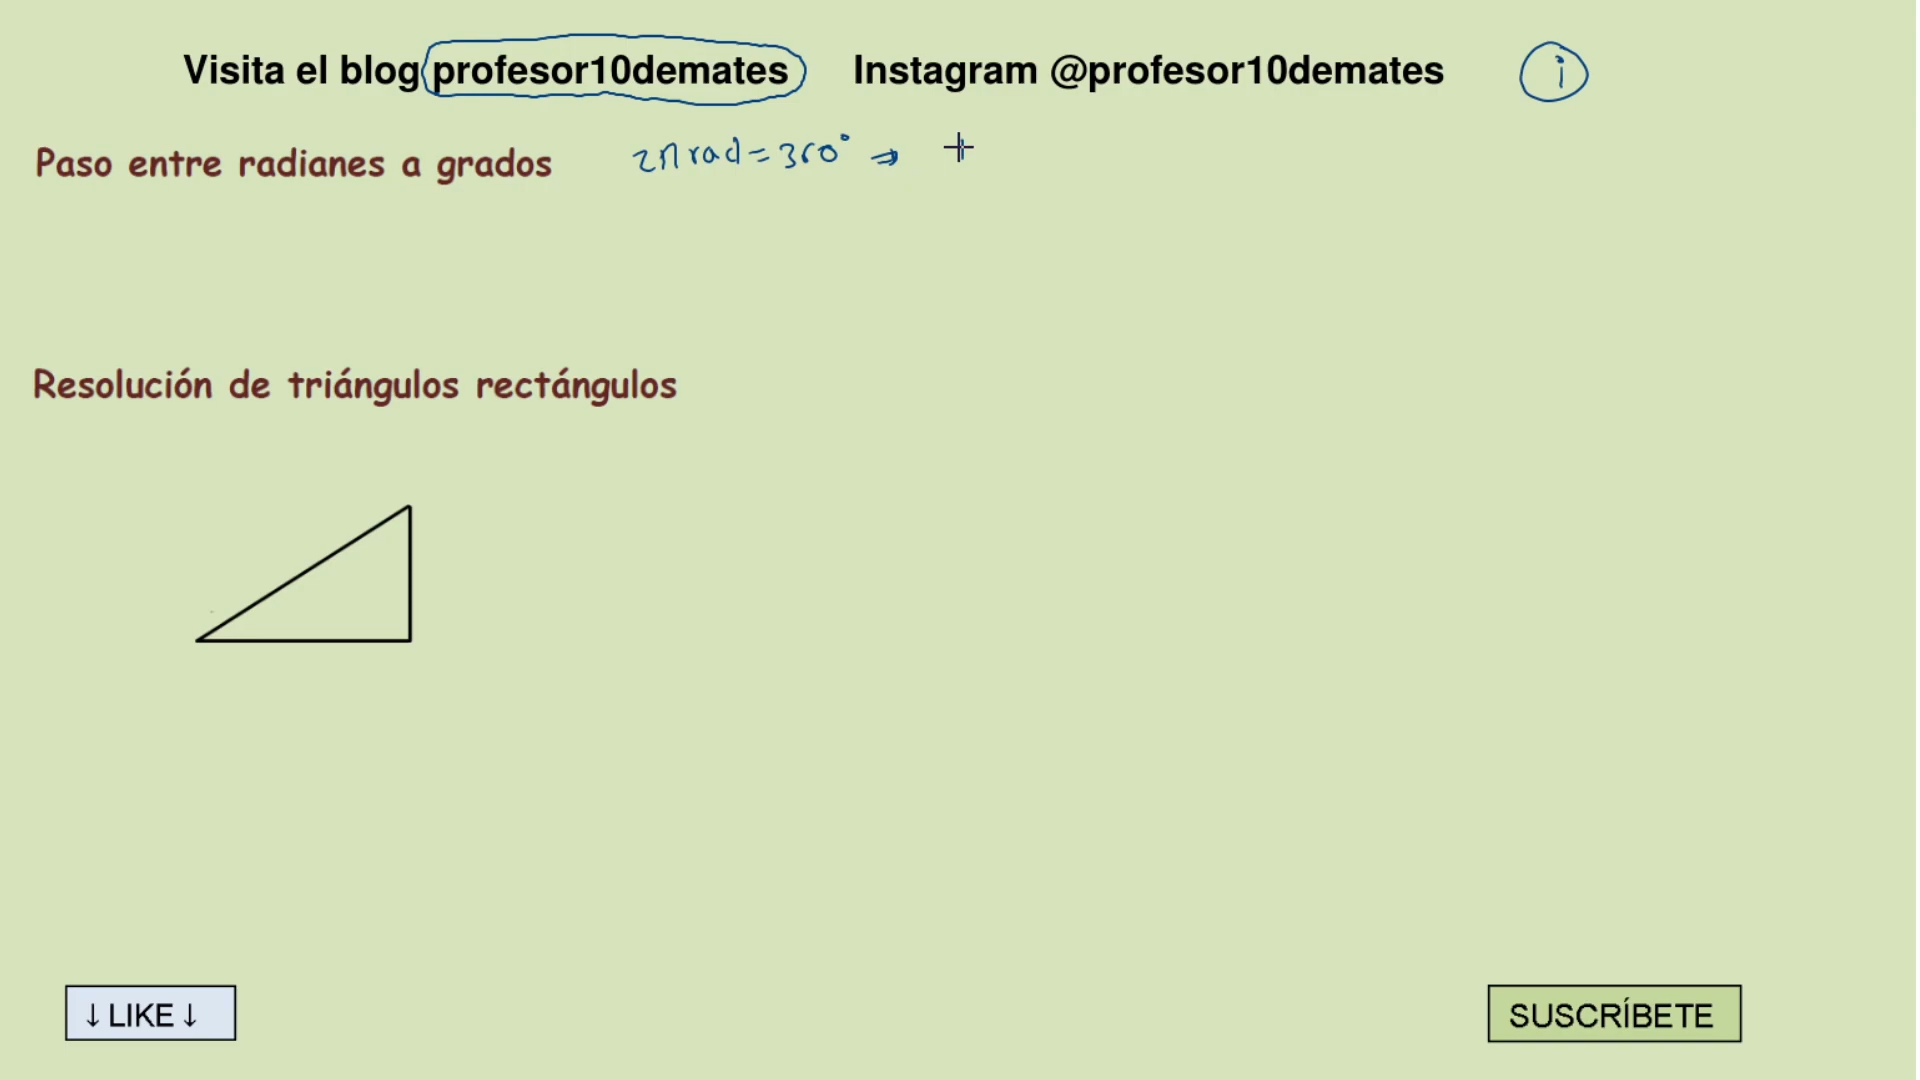 Visita el blog profesor10demates Instagram @profesor10demates i
Paso entre radianes a grados 2π rad = 360° ⇒
Resolución de triángulos rectángulos
↓ LIKE ↓ SUSCRÍBETE